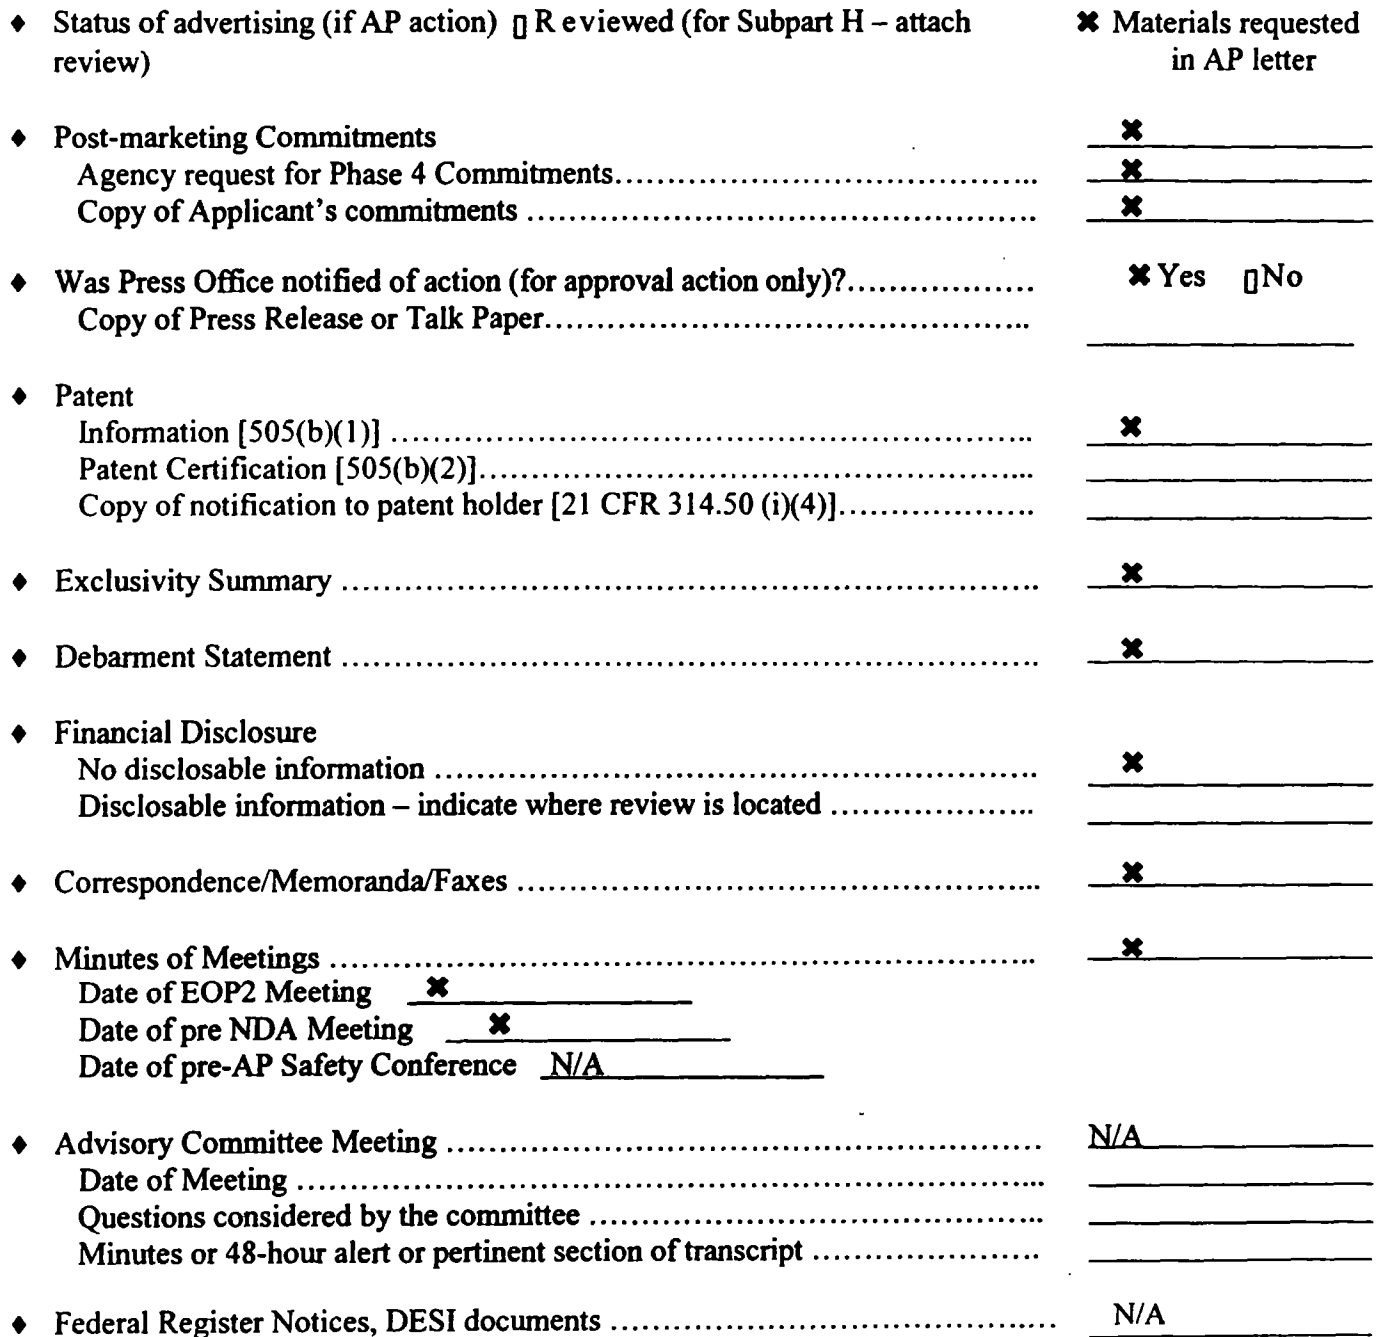 ♦ Status of advertising (if AP action) ▯ R e viewed (for Subpart H – attach ✖ Materials requested
review) in AP letter
♦ Post-marketing Commitments ✖
Agency request for Phase 4 Commitments........................................ ✖
Copy of Applicant's commitments .................................................. ✖
♦ Was Press Office notified of action (for approval action only)?.................. ✖ Yes ▯No
Copy of Press Release or Talk Paper................................................
♦ Patent
Information [505(b)(1)] ............................................................... ✖
Patent Certification [505(b)(2)].......................................................
Copy of notification to patent holder [21 CFR 314.50 (i)(4)]...................
♦ Exclusivity Summary .................................................................... ✖
♦ Debarment Statement .................................................................... ✖
♦ Financial Disclosure
No disclosable information ........................................................... ✖
Disclosable information – indicate where review is located ....................
♦ Correspondence/Memoranda/Faxes .................................................... ✖
♦ Minutes of Meetings ...................................................................... ✖
Date of EOP2 Meeting ✖
Date of pre NDA Meeting ✖
Date of pre-AP Safety Conference N/A
♦ Advisory Committee Meeting ........................................................... N/A
Date of Meeting .........................................................................
Questions considered by the committee .............................................
Minutes or 48-hour alert or pertinent section of transcript .......................
♦ Federal Register Notices, DESI documents ............................................ N/A